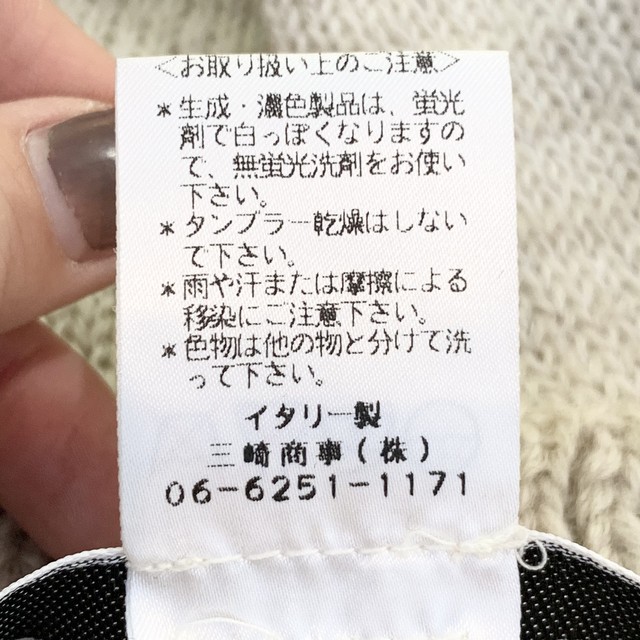 〈お取り扱い上のご注意〉
*生成・濃色製品は、蛍光
剤で白っぽくなりますの
で、無蛍光洗剤をお使い
下さい。
*タンブラー乾燥はしない
で下さい。
*雨や汗または摩擦による
移染にご注意下さい。
*色物は他の物と分けて洗
って下さい。
イタリー製
三崎商事(株)
06-6251-1171